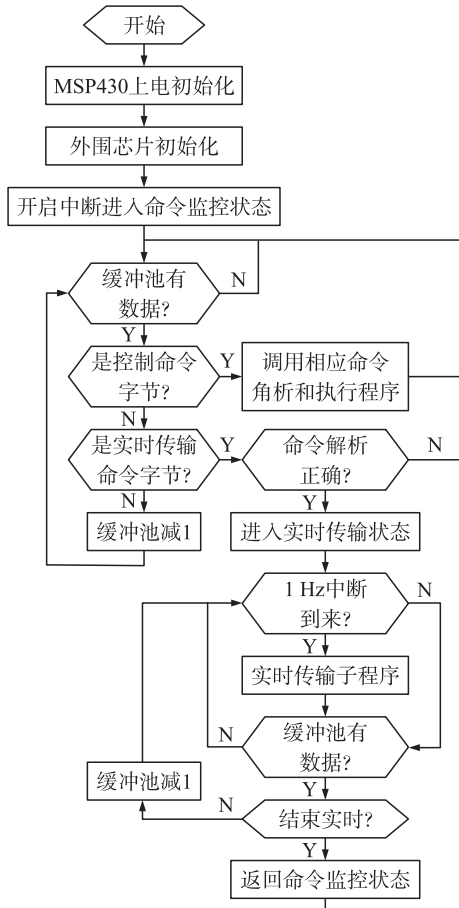 开始
MSP430上电初始化
外围芯片初始化
开启中断进入命令监控状态
缓冲池有
数据?
N
Y
是控制命令
字节?
Y
调用相应命令
角析和执行程序
N
是实时传输
命令字节?
Y
命令解析
正确?
N
N
Y
缓冲池减1
进入实时传输状态
1 Hz中断
到来?
N
Y
实时传输子程序
缓冲池有
数据?
N
Y
缓冲池减1
N
结束实时?
Y
返回命令监控状态